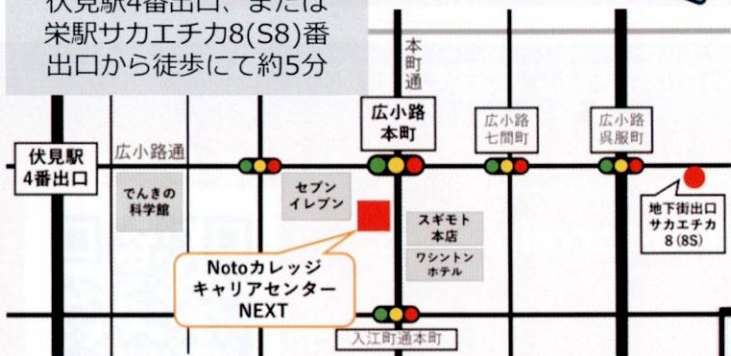 伏見駅4番出口、または
栄駅サカエチカ8(S8)番
出口から徒歩にて約5分
本町通
広小路
本町
広小路
七間町
広小路
呉服町
伏見駅
4番出口
広小路通
でんきの
科学館
セブン
イレブン
スギモト
本店
ワシントン
ホテル
地下街出口
サカエチカ
8(8S)
Notoカレッジ
キャリアセンター
NEXT
入江町通本町